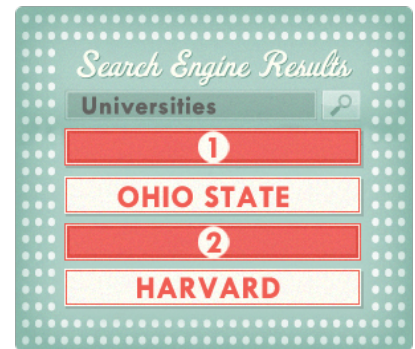 Search Engine Results
Universities
1
OHIO STATE
2
HARVARD